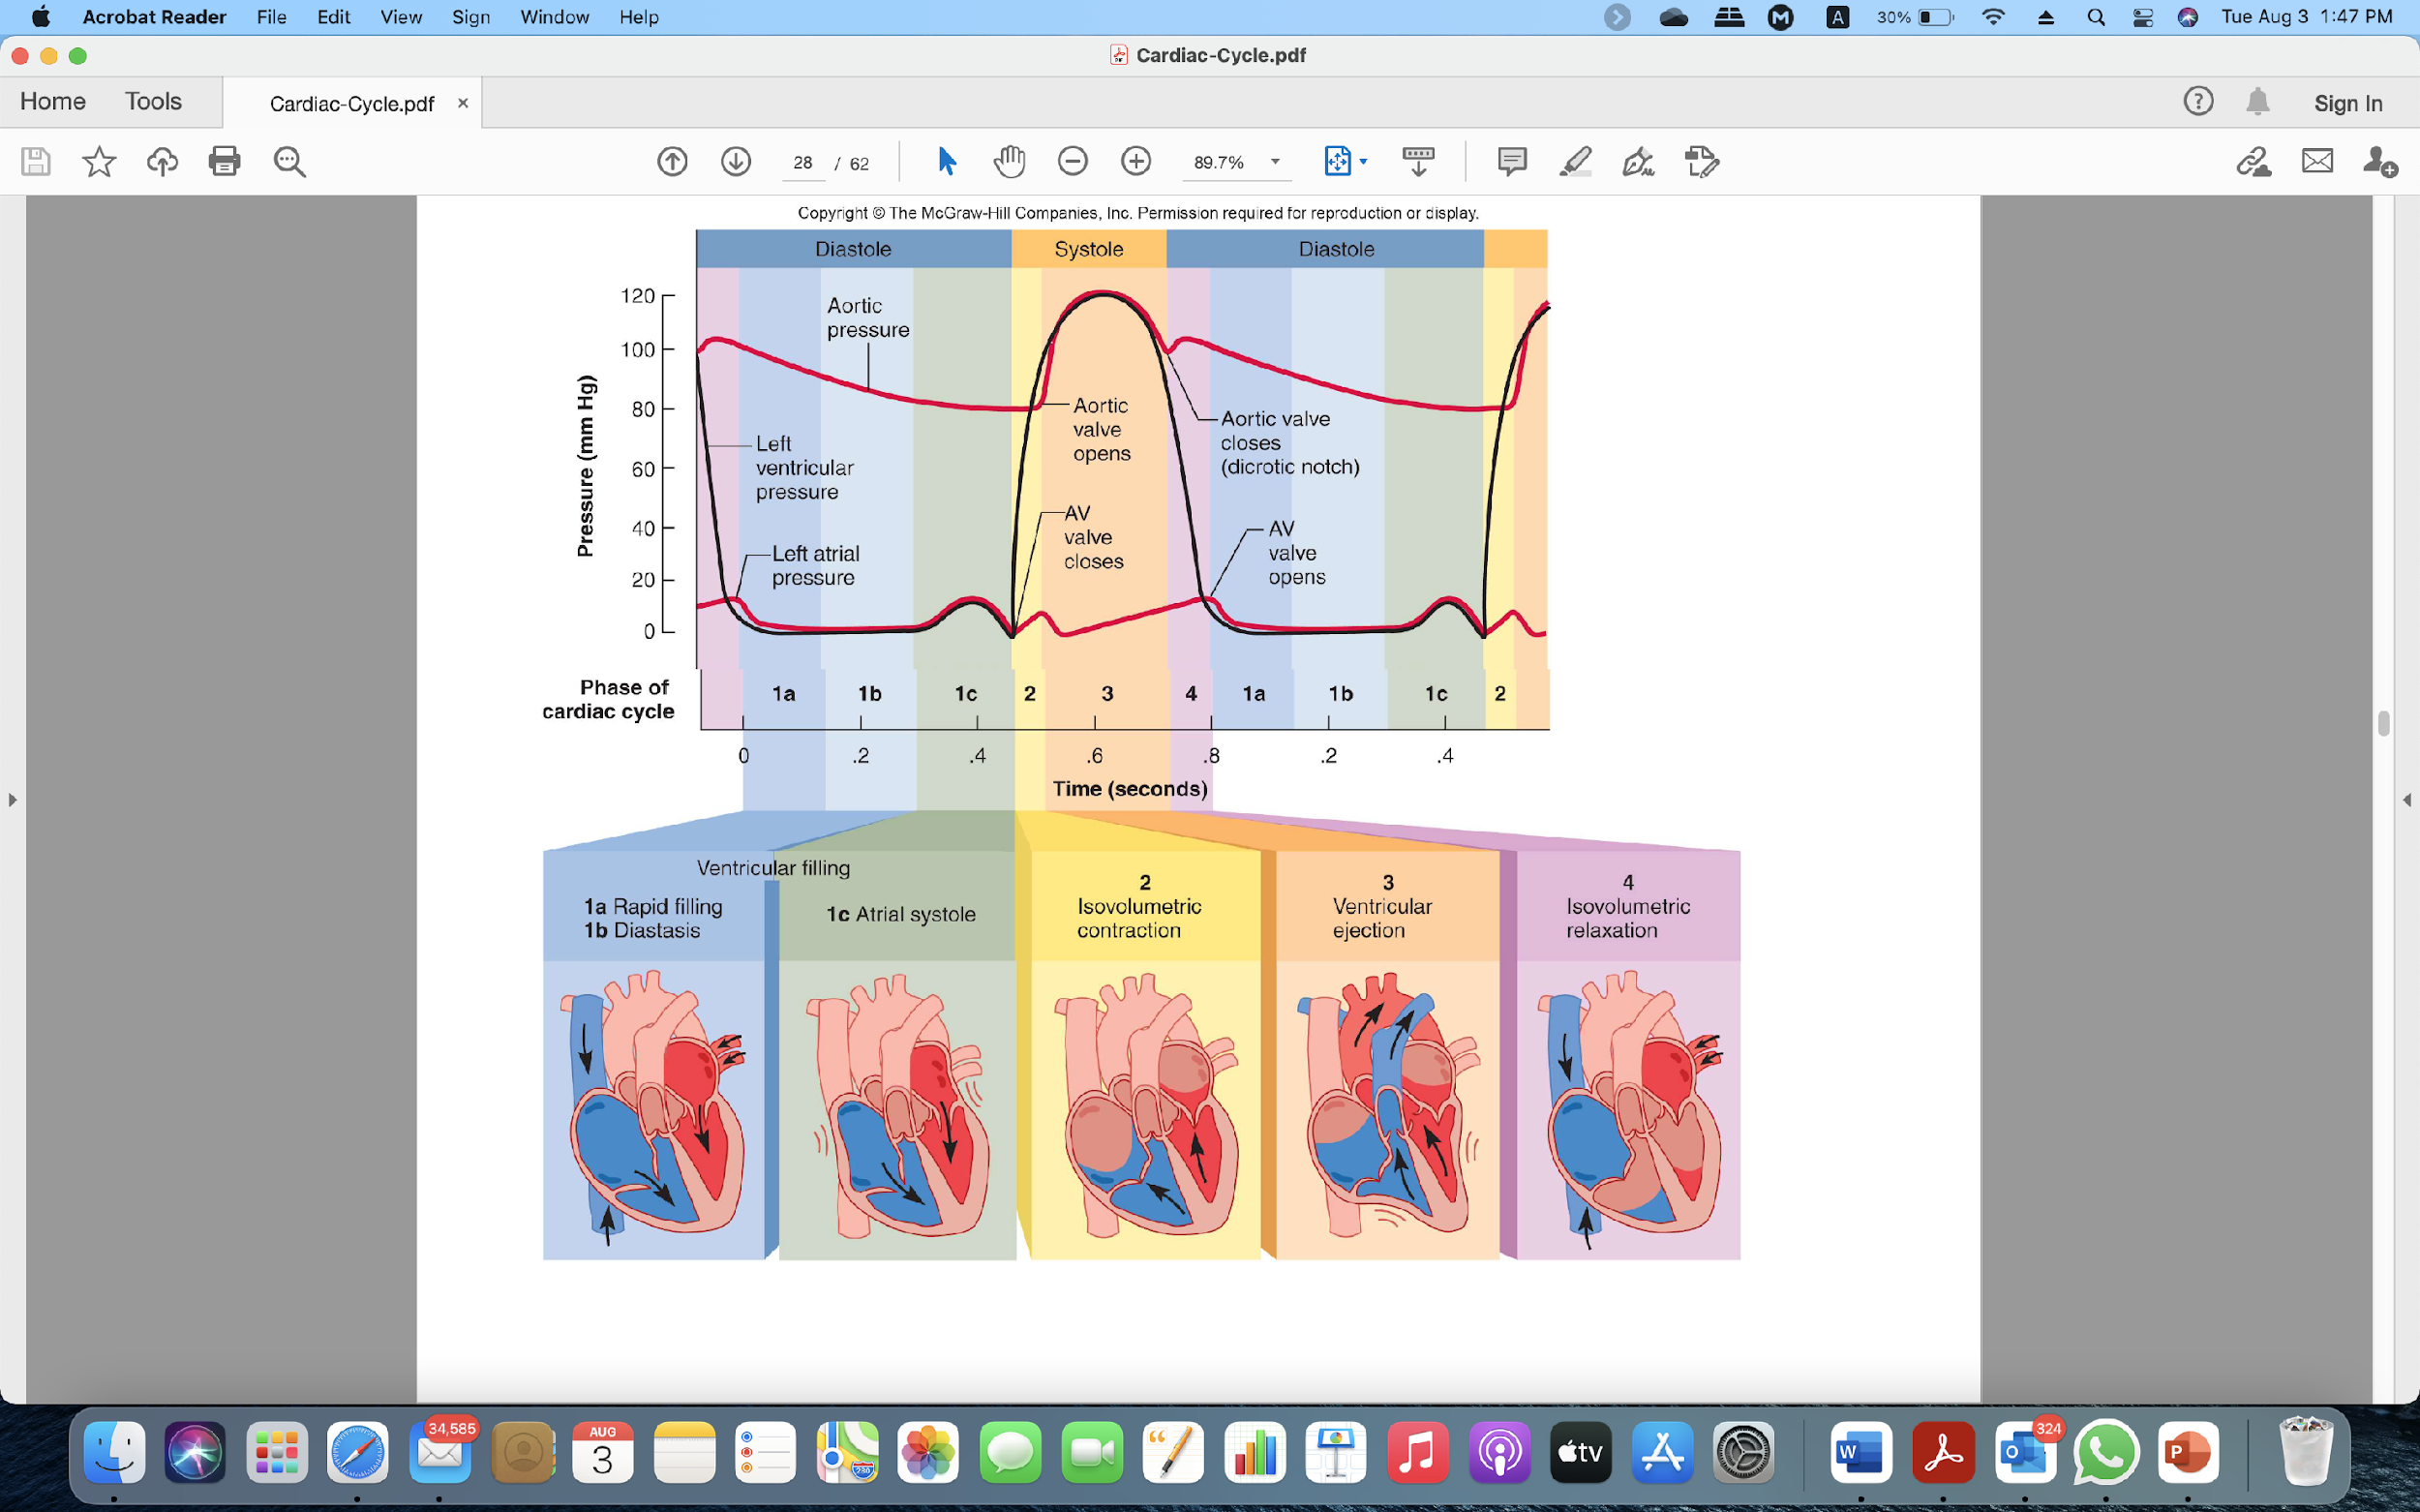 Acrobat Reader File Edit View Sign Window Help
A 30% Tue Aug 3 1:47 PM
Cardiac-Cycle.pdf
Home Tools Cardiac-Cycle.pdf × ? Sign In
28 / 62 89.7%
Copyright © The McGraw-Hill Companies, Inc. Permission required for reproduction or display.
Diastole Systole Diastole
Pressure (mm Hg)
120
100
80
60
40
20
0
Aortic
pressure
Left
ventricular
pressure
Left atrial
pressure
Aortic
valve
opens
AV
valve
closes
Aortic valve
closes
(dicrotic notch)
AV
valve
opens
Phase of
cardiac cycle
1a 1b 1c 2 3 4 1a 1b 1c 2
0 .2 .4 .6 .8 .2 .4
Time (seconds)
Ventricular filling
1a Rapid filling
1b Diastasis
1c Atrial systole
2
Isovolumetric
contraction
3
Ventricular
ejection
4
Isovolumetric
relaxation
34,585
AUG
3
280
tv
W
O
324
P